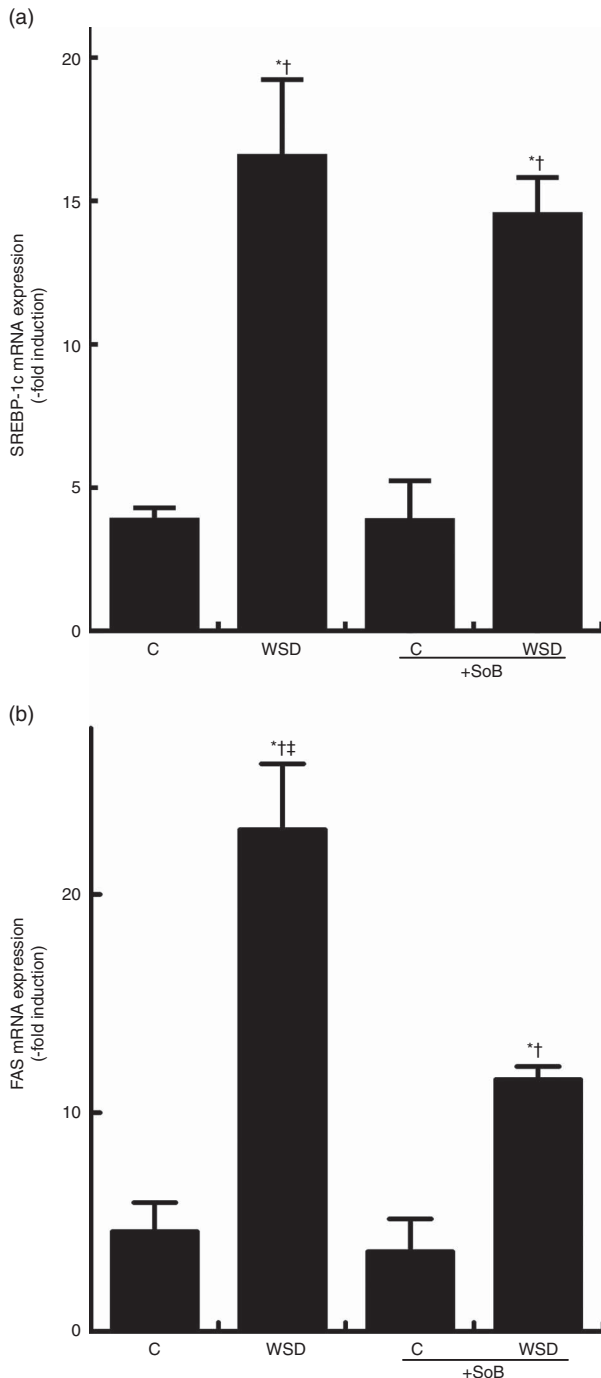 (a)
20
*†
*†
15
SREBP-1c mRNA expression
(-fold induction)
10
5
0
C WSD C WSD
+SoB
(b)
*†‡
20
FAS mRNA expression
(-fold induction)
*†
10
0
C WSD C WSD
+SoB